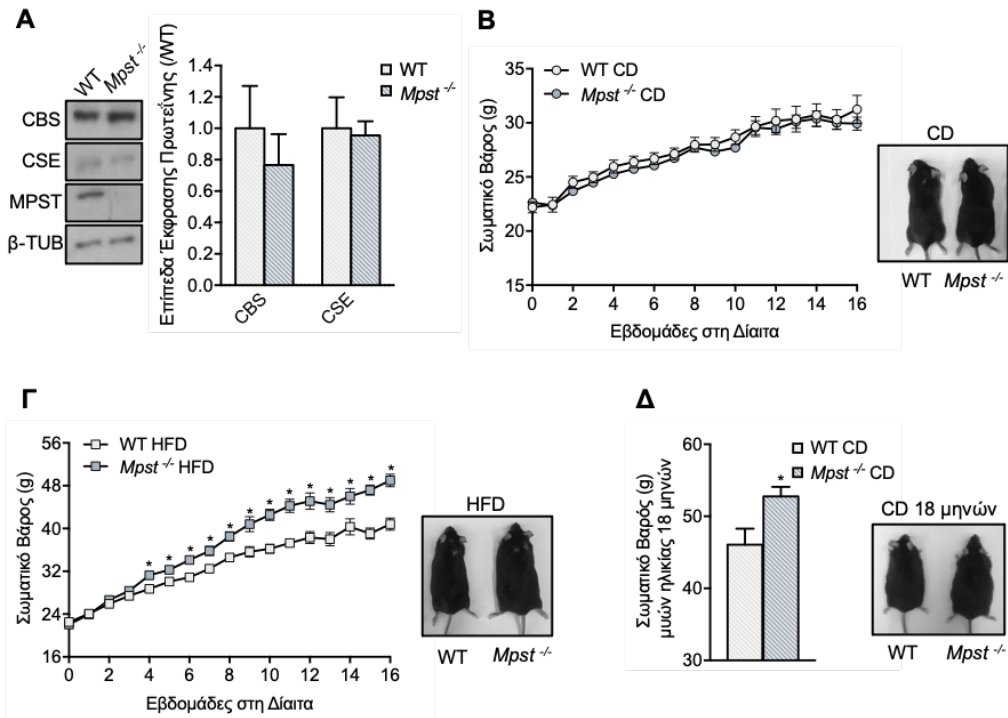 A
WT
Mpst -/-
CBS
CSE
MPST
β-TUB
Επίπεδα Έκφρασης Πρωτεΐνης (/WT)
1.4
1.2
1.0
0.8
0.6
0.4
0.2
0.0
CBS
CSE
WT
Mpst -/-
B
Σωματικό Βάρος (g)
35
30
25
20
15
WT CD
Mpst -/- CD
0 2 4 6 8 10 12 14 16
Εβδομάδες στη Δίαιτα
CD
WT Mpst -/-
Γ
Σωματικό Βάρος (g)
56
48
40
32
24
16
WT HFD
Mpst -/- HFD
* * * * * * * * * * * * *
0 2 4 6 8 10 12 14 16
Εβδομάδες στη Δίαιτα
HFD
WT Mpst -/-
Δ
Σωματικό Βαρός (g)
μυών ηλικίας 18 μηνών
60
50
40
30
*
WT CD
Mpst -/- CD
CD 18 μηνών
WT Mpst -/-